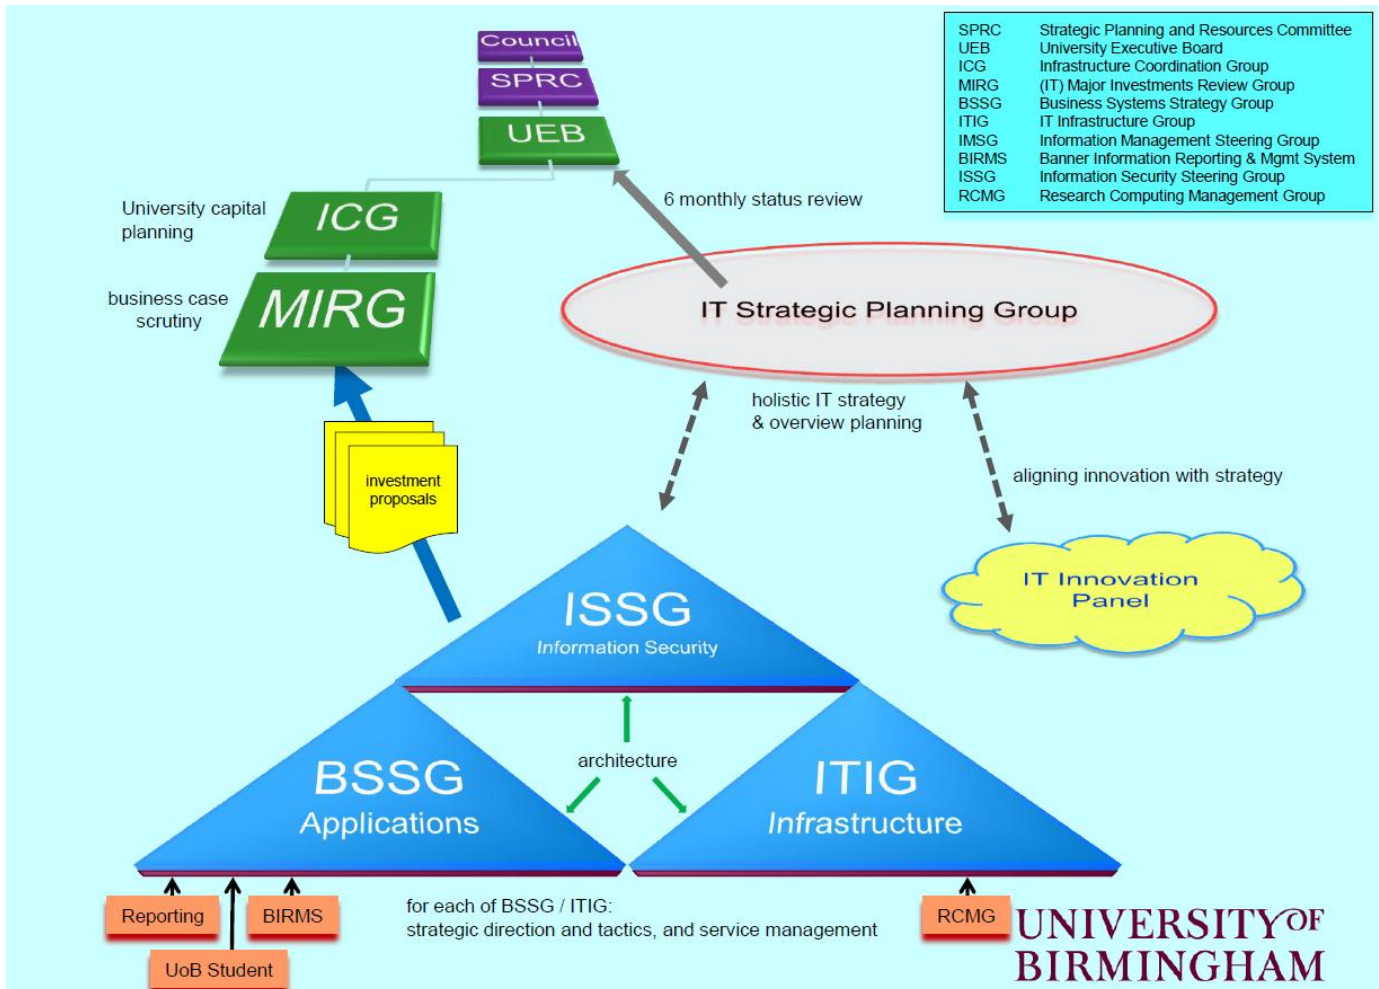 Council
SPRC
UEB
SPRC Strategic Planning and Resources Committee
UEB University Executive Board
ICG Infrastructure Coordination Group
MIRG (IT) Major Investments Review Group
BSSG Business Systems Strategy Group
ITIG IT Infrastructure Group
IMSG Information Management Steering Group
BIRMS Banner Information Reporting & Mgmt System
ISSG Information Security Steering Group
RCMG Research Computing Management Group
University capital
planning
ICG
6 monthly status review
business case
scrutiny
MIRG
IT Strategic Planning Group
holistic IT strategy
& overview planning
investment
proposals
aligning innovation with strategy
IT Innovation
Panel
ISSG
Information Security
architecture
BSSG
Applications
ITIG
Infrastructure
Reporting
BIRMS
UoB Student
for each of BSSG / ITIG:
strategic direction and tactics, and service management
RCMG
UNIVERSITY OF
BIRMINGHAM